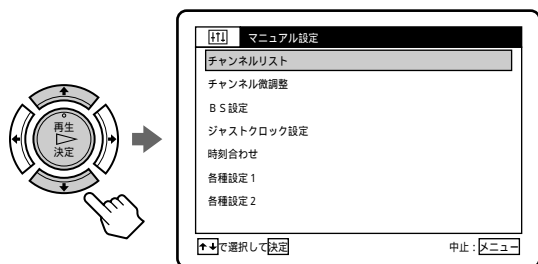 マニュアル設定
チャンネルリスト
チャンネル微調整
ＢＳ設定
ジャストクロック設定
時刻合わせ
各種設定１
各種設定２
再生
決定
で選択して決定
中止：メニュー